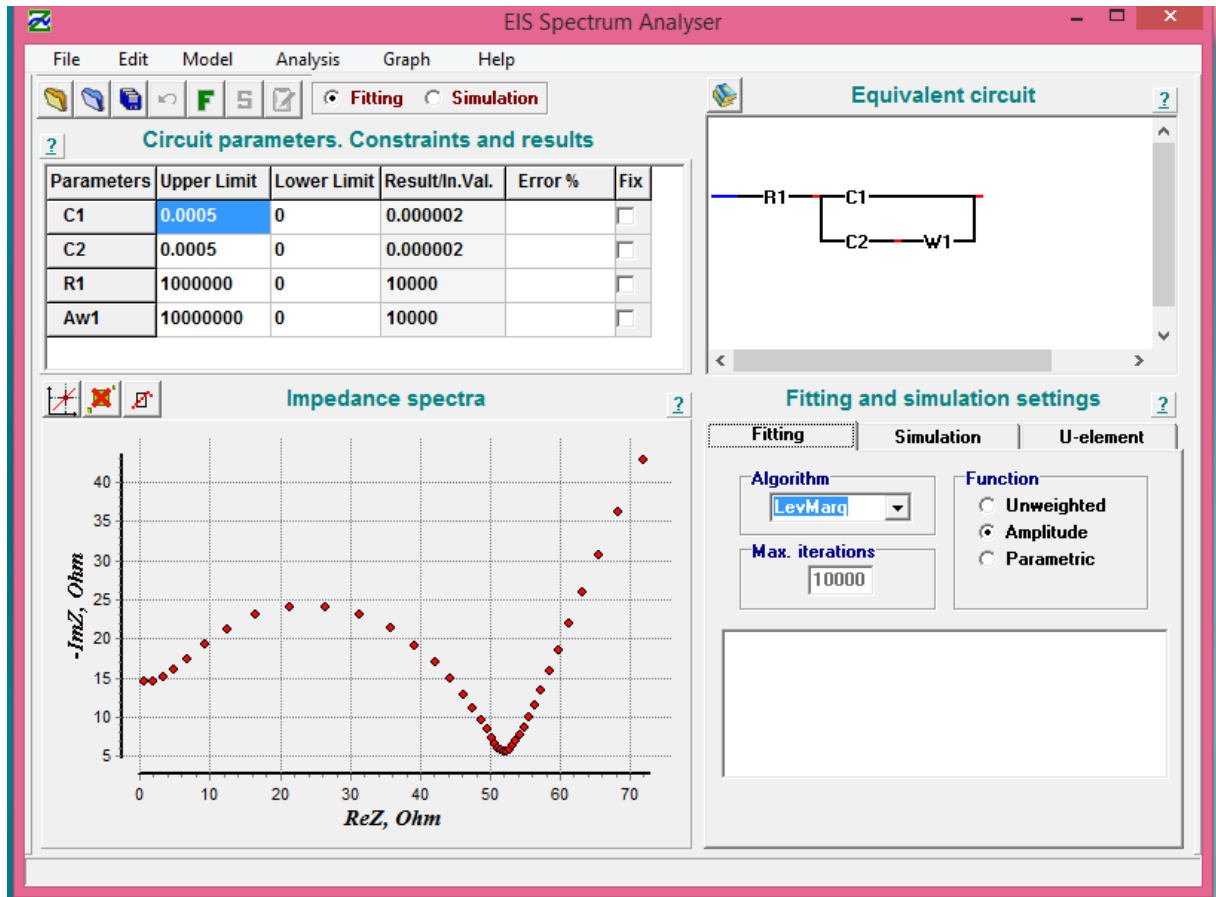 EIS Spectrum Analyser
File Edit Model Analysis Graph Help
F S Fitting Simulation
Circuit parameters. Constraints and results
?
Parameters Upper Limit Lower Limit Result/In.Val. Error % Fix
C1 0.0005 0 0.000002
C2 0.0005 0 0.000002
R1 1000000 0 10000
Aw1 10000000 0 10000
Equivalent circuit
?
R1 C1
C2 W1
Impedance spectra
?
-ImZ, Ohm
40
35
30
25
20
15
10
5
0 10 20 30 40 50 60 70
ReZ, Ohm
Fitting and simulation settings
?
Fitting Simulation U-element
Algorithm
LevMarq
Max. iterations
10000
Function
Unweighted
Amplitude
Parametric